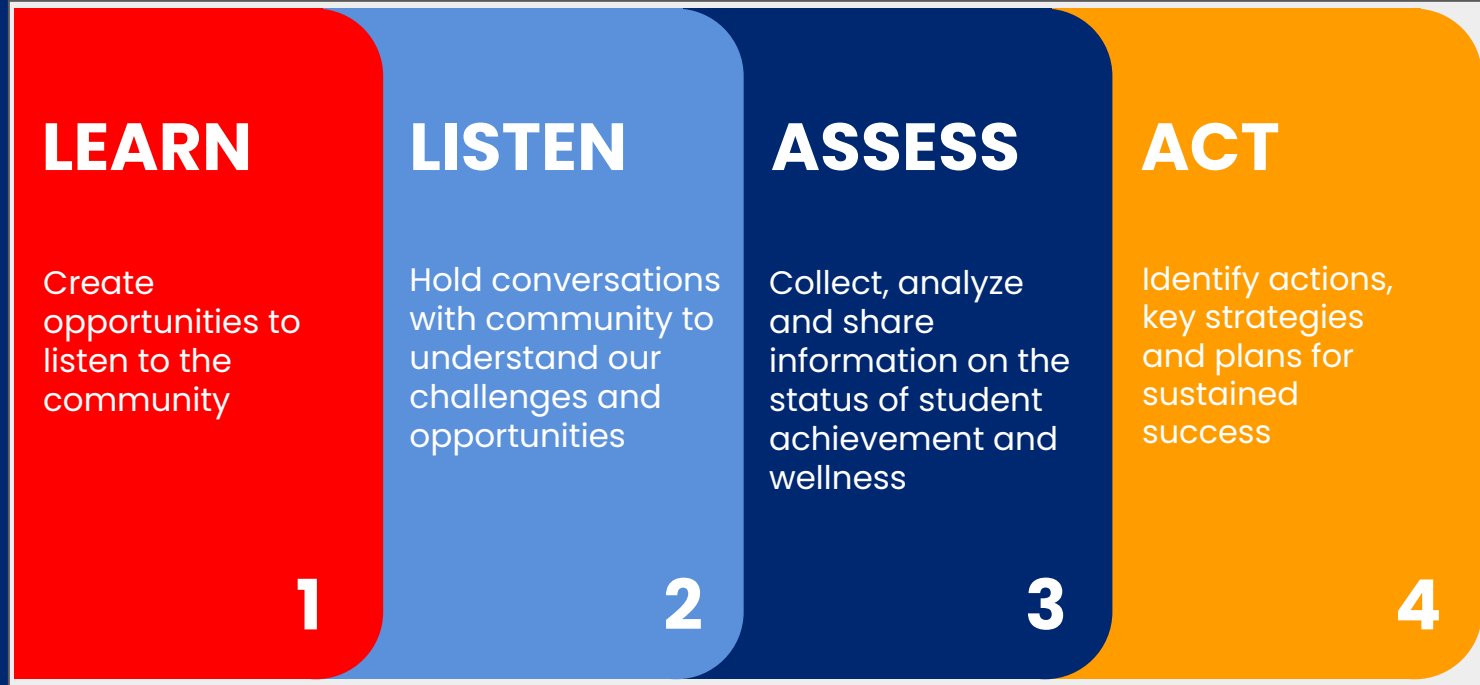 LEARN
Create
opportunities to
listen to the
community
1
LISTEN
Hold conversations
with community to
understand our
challenges and
opportunities
2
ASSESS
Collect, analyze
and share
information on the
status of student
achievement and
wellness
3
ACT
Identify actions,
key strategies
and plans for
sustained
success
4